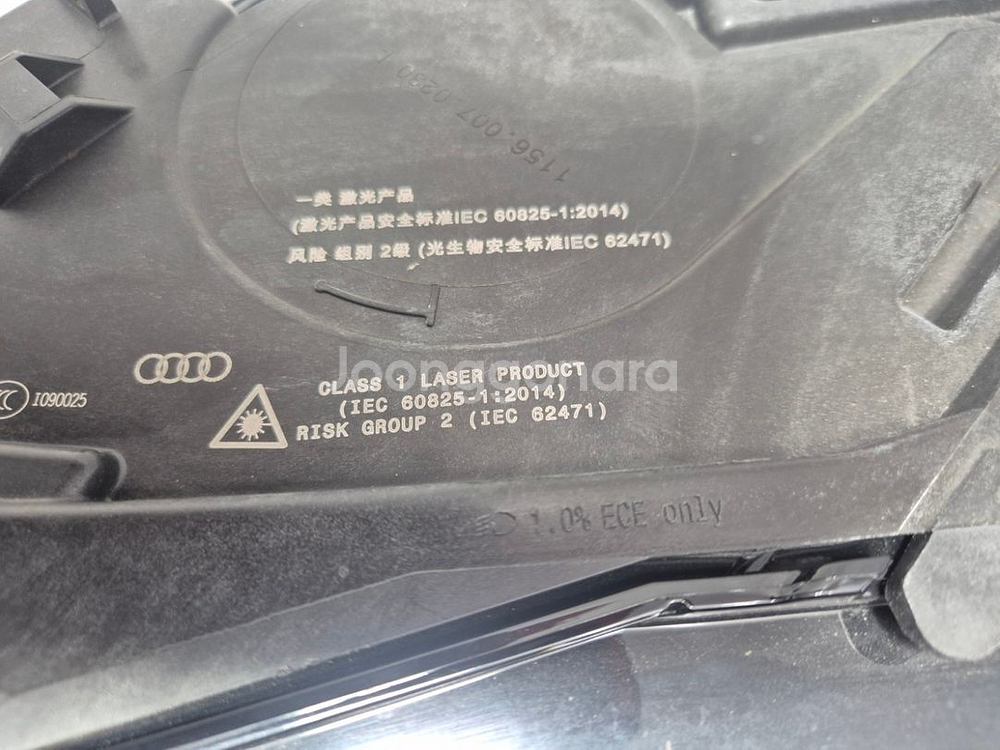 1156.007-0230
一类 激光产品
(激光产品安全标准IEC 60825-1:2014)
风险 组别 2级 (光生物安全标准IEC 62471)
Joonggonara
CLASS 1 LASER PRODUCT
(IEC 60825-1:2014)
RISK GROUP 2 (IEC 62471)
I090025
1.0% ECE only